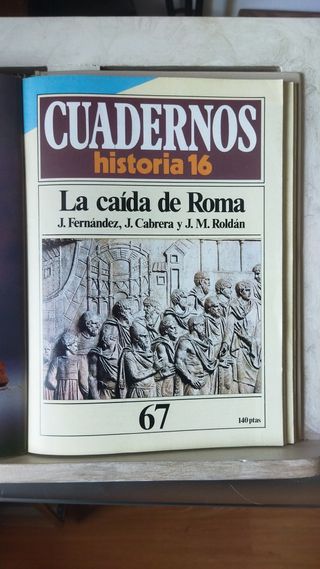 CUADERNOS
historia 16
La caída de Roma
J. Fernández, J. Cabrera y J. M. Roldán
67
140 ptas